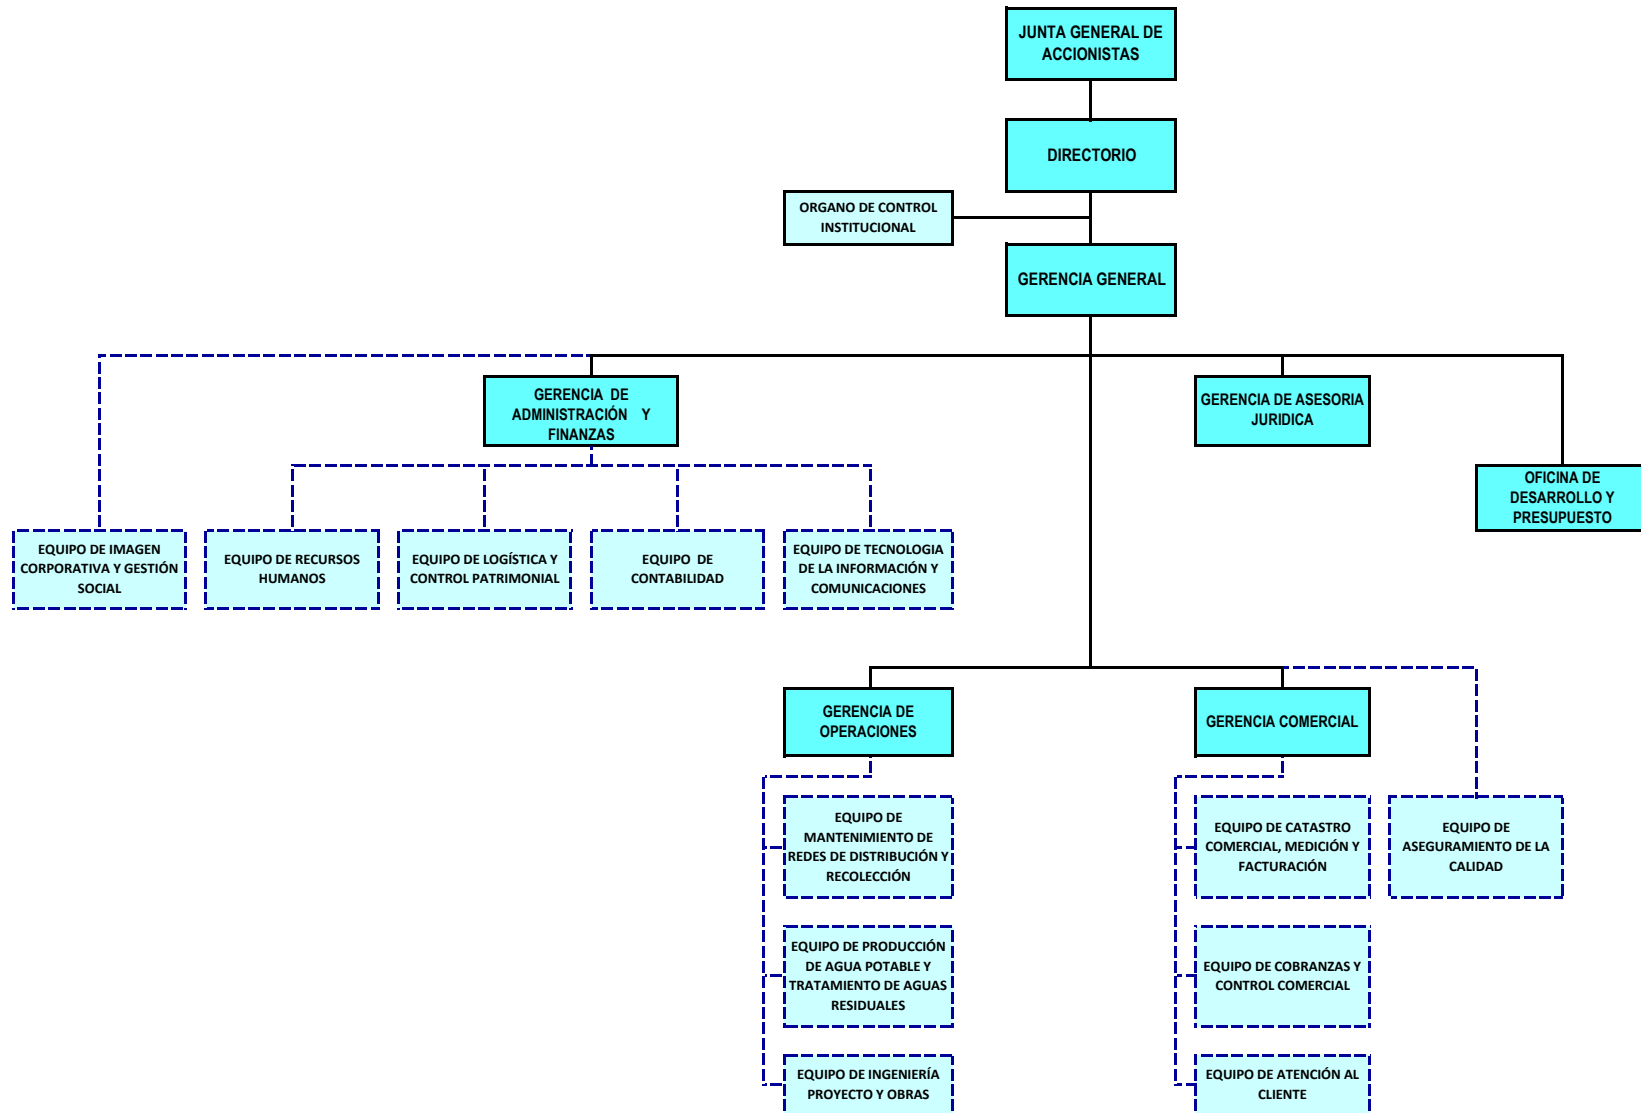 JUNTA GENERAL DE
ACCIONISTAS
DIRECTORIO
ORGANO DE CONTROL
INSTITUCIONAL
GERENCIA GENERAL
GERENCIA DE
ADMINISTRACIÓN Y
FINANZAS
GERENCIA DE ASESORIA
JURIDICA
OFICINA DE
DESARROLLO Y
PRESUPUESTO
EQUIPO DE IMAGEN
CORPORATIVA Y GESTIÓN
SOCIAL
EQUIPO DE RECURSOS
HUMANOS
EQUIPO DE LOGÍSTICA Y
CONTROL PATRIMONIAL
EQUIPO DE
CONTABILIDAD
EQUIPO DE TECNOLOGIA
DE LA INFORMACIÓN Y
COMUNICACIONES
GERENCIA DE
OPERACIONES
GERENCIA COMERCIAL
EQUIPO DE
MANTENIMIENTO DE
REDES DE DISTRIBUCIÓN Y
RECOLECCIÓN
EQUIPO DE CATASTRO
COMERCIAL, MEDICIÓN Y
FACTURACIÓN
EQUIPO DE
ASEGURAMIENTO DE LA
CALIDAD
EQUIPO DE PRODUCCIÓN
DE AGUA POTABLE Y
TRATAMIENTO DE AGUAS
RESIDUALES
EQUIPO DE COBRANZAS Y
CONTROL COMERCIAL
EQUIPO DE INGENIERÍA
PROYECTO Y OBRAS
EQUIPO DE ATENCIÓN AL
CLIENTE